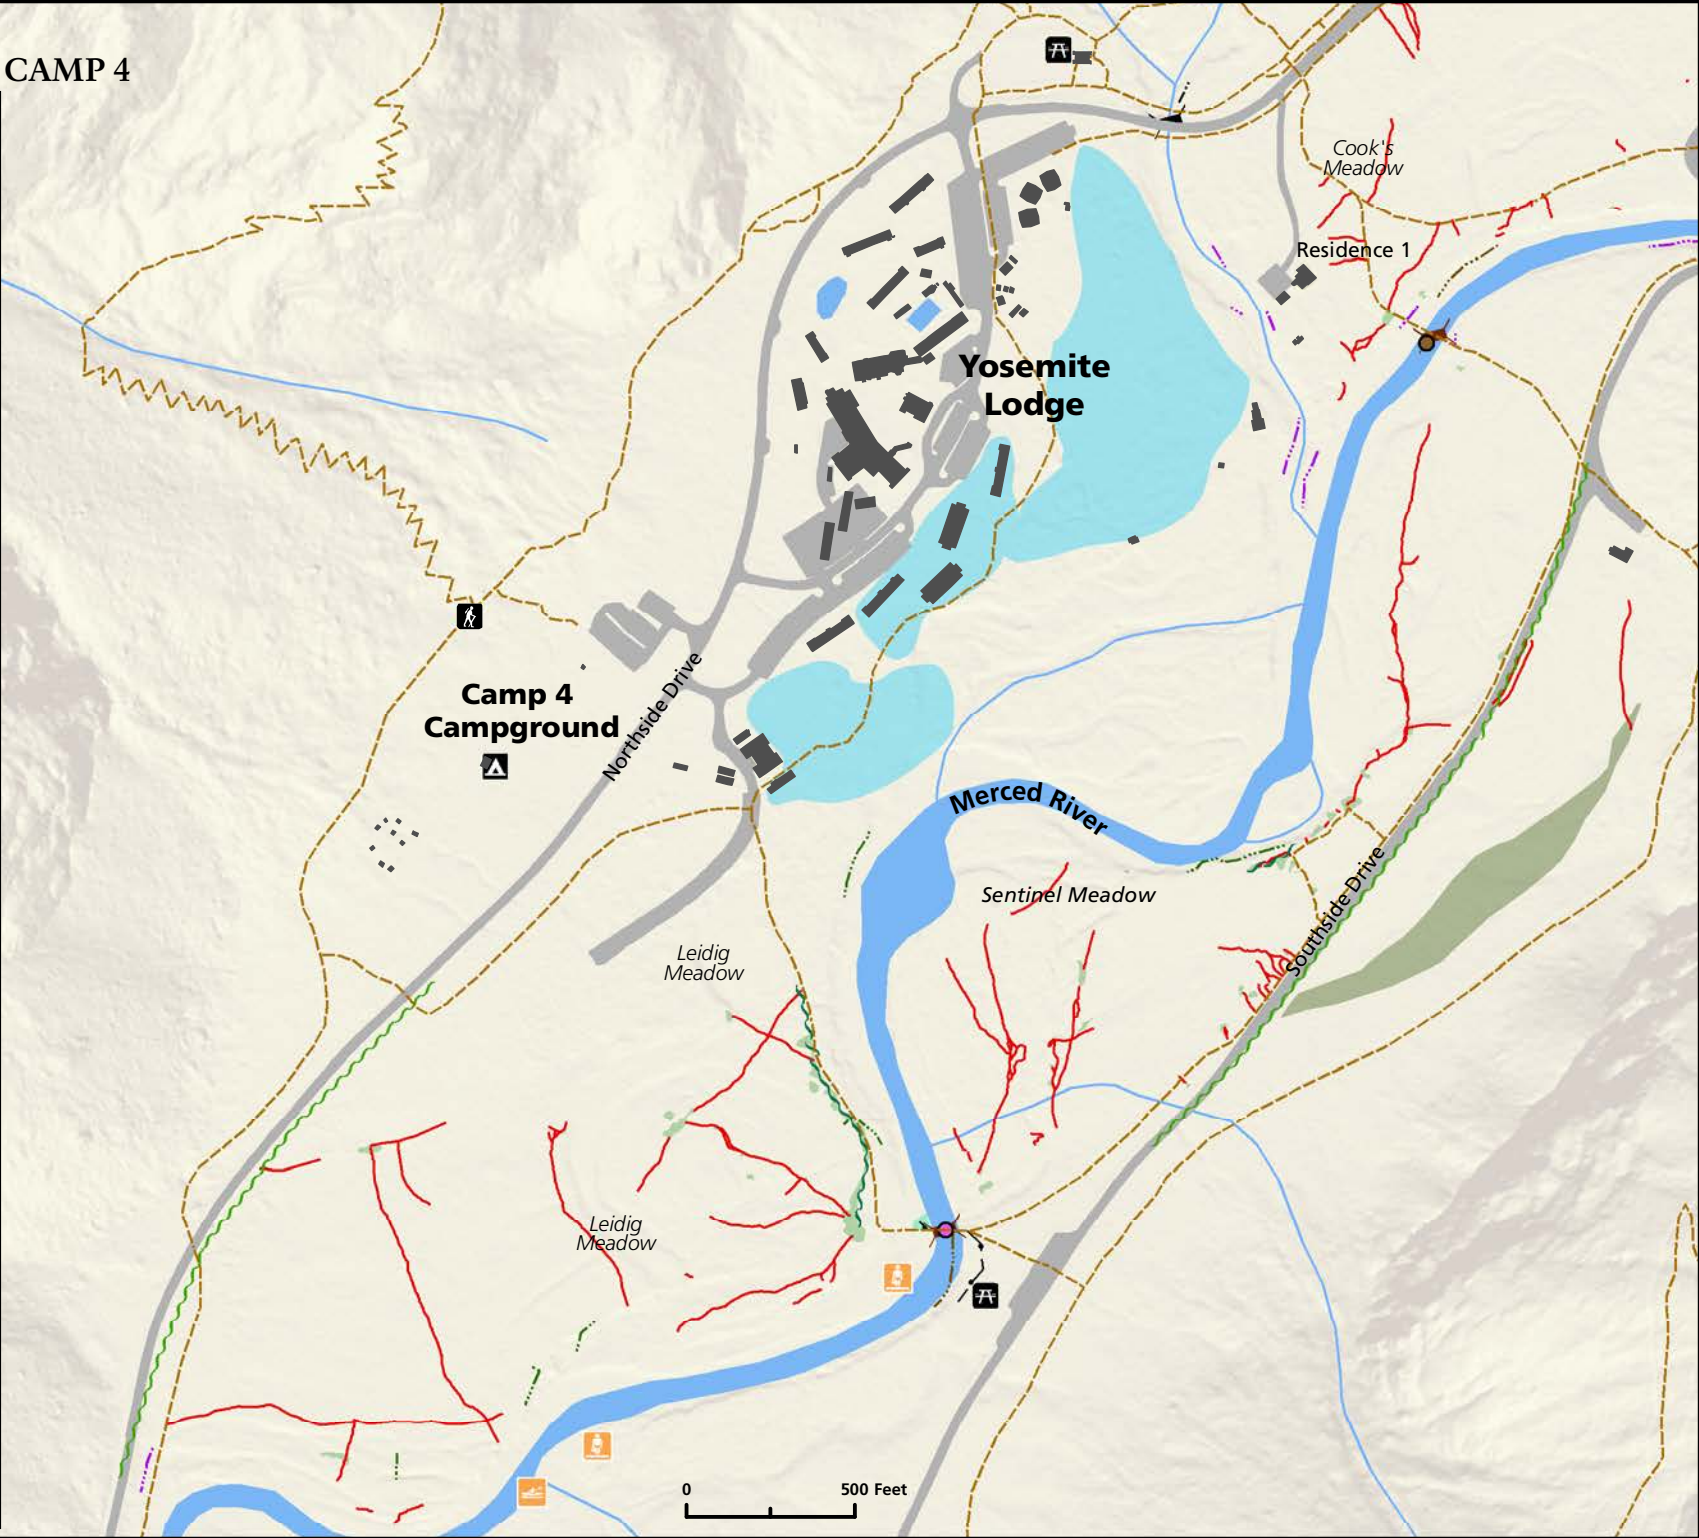 CAMP 4
Cook's
Meadow
Residence 1
Yosemite
Lodge
Camp 4
Campground
Northside Drive
Merced River
Sentinel Meadow
Southside Drive
Leidig
Meadow
Leidig
Meadow
0 500 Feet